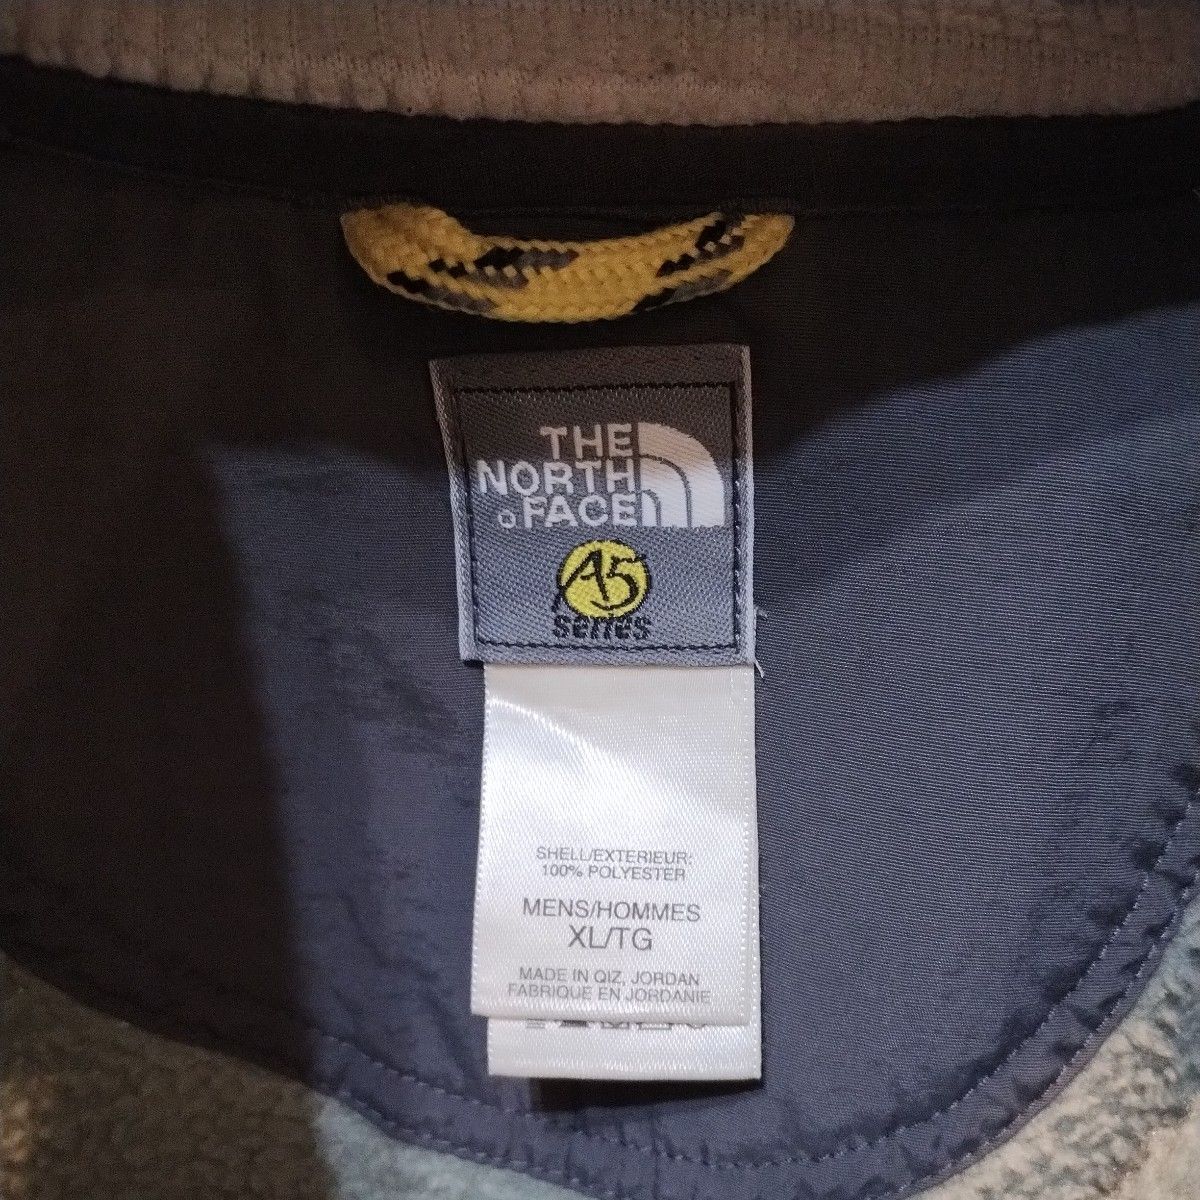 THE
NORTH
FACE
A5
series
SHELL/EXTERIEUR:
100% POLYESTER
MENS/HOMMES
XL/TG
MADE IN QIZ, JORDAN
FABRIQUE EN JORDANIE